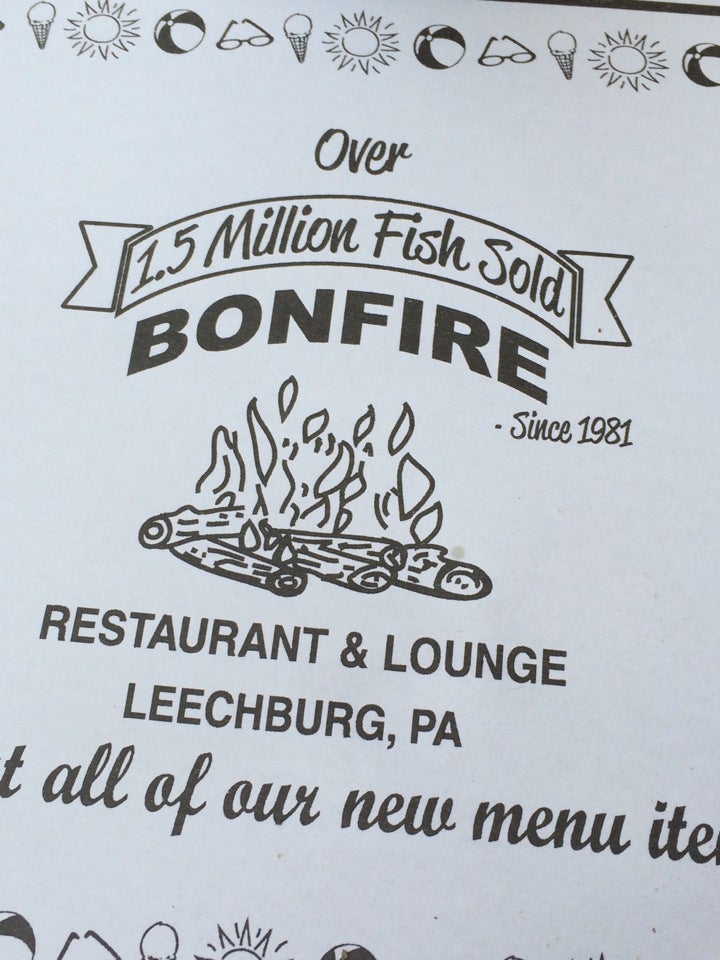 Over
1.5 Million Fish Sold
BONFIRE
- Since 1981
RESTAURANT & LOUNGE
LEECHBURG, PA
all of our new menu